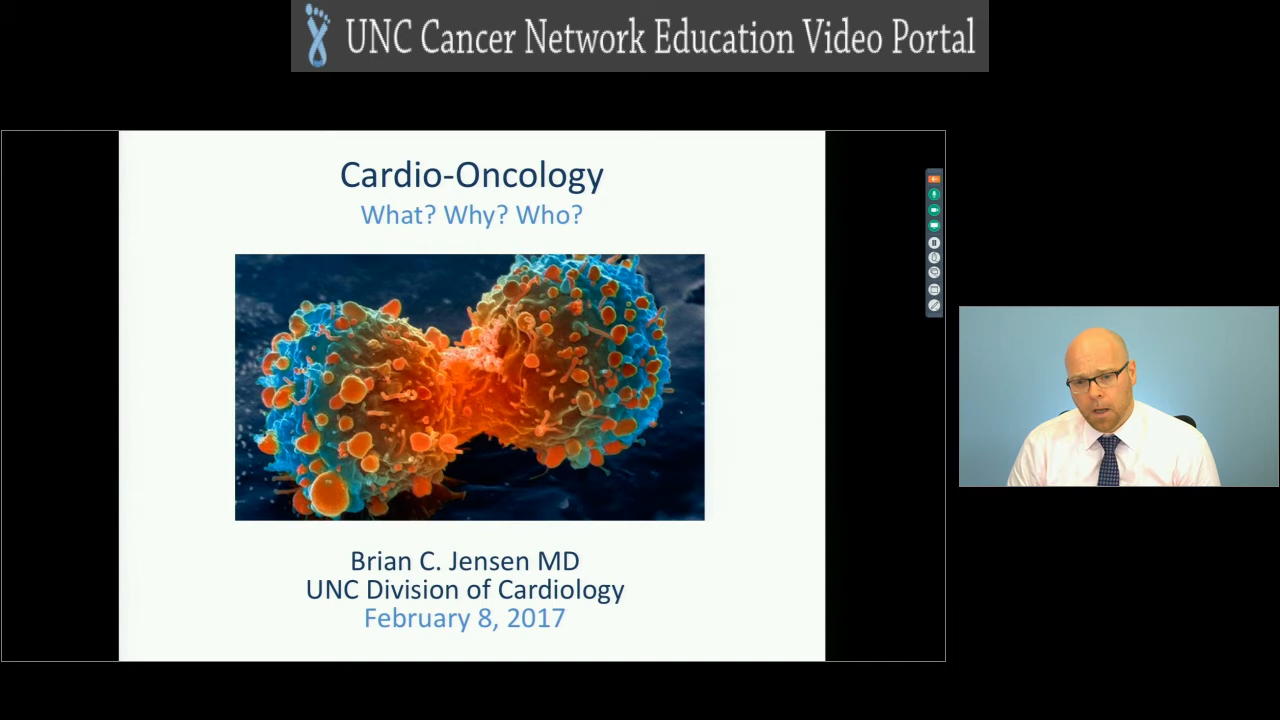 UNC Cancer Network Education Video Portal
Cardio-Oncology
What? Why? Who?
Brian C. Jensen MD
UNC Division of Cardiology
February 8, 2017